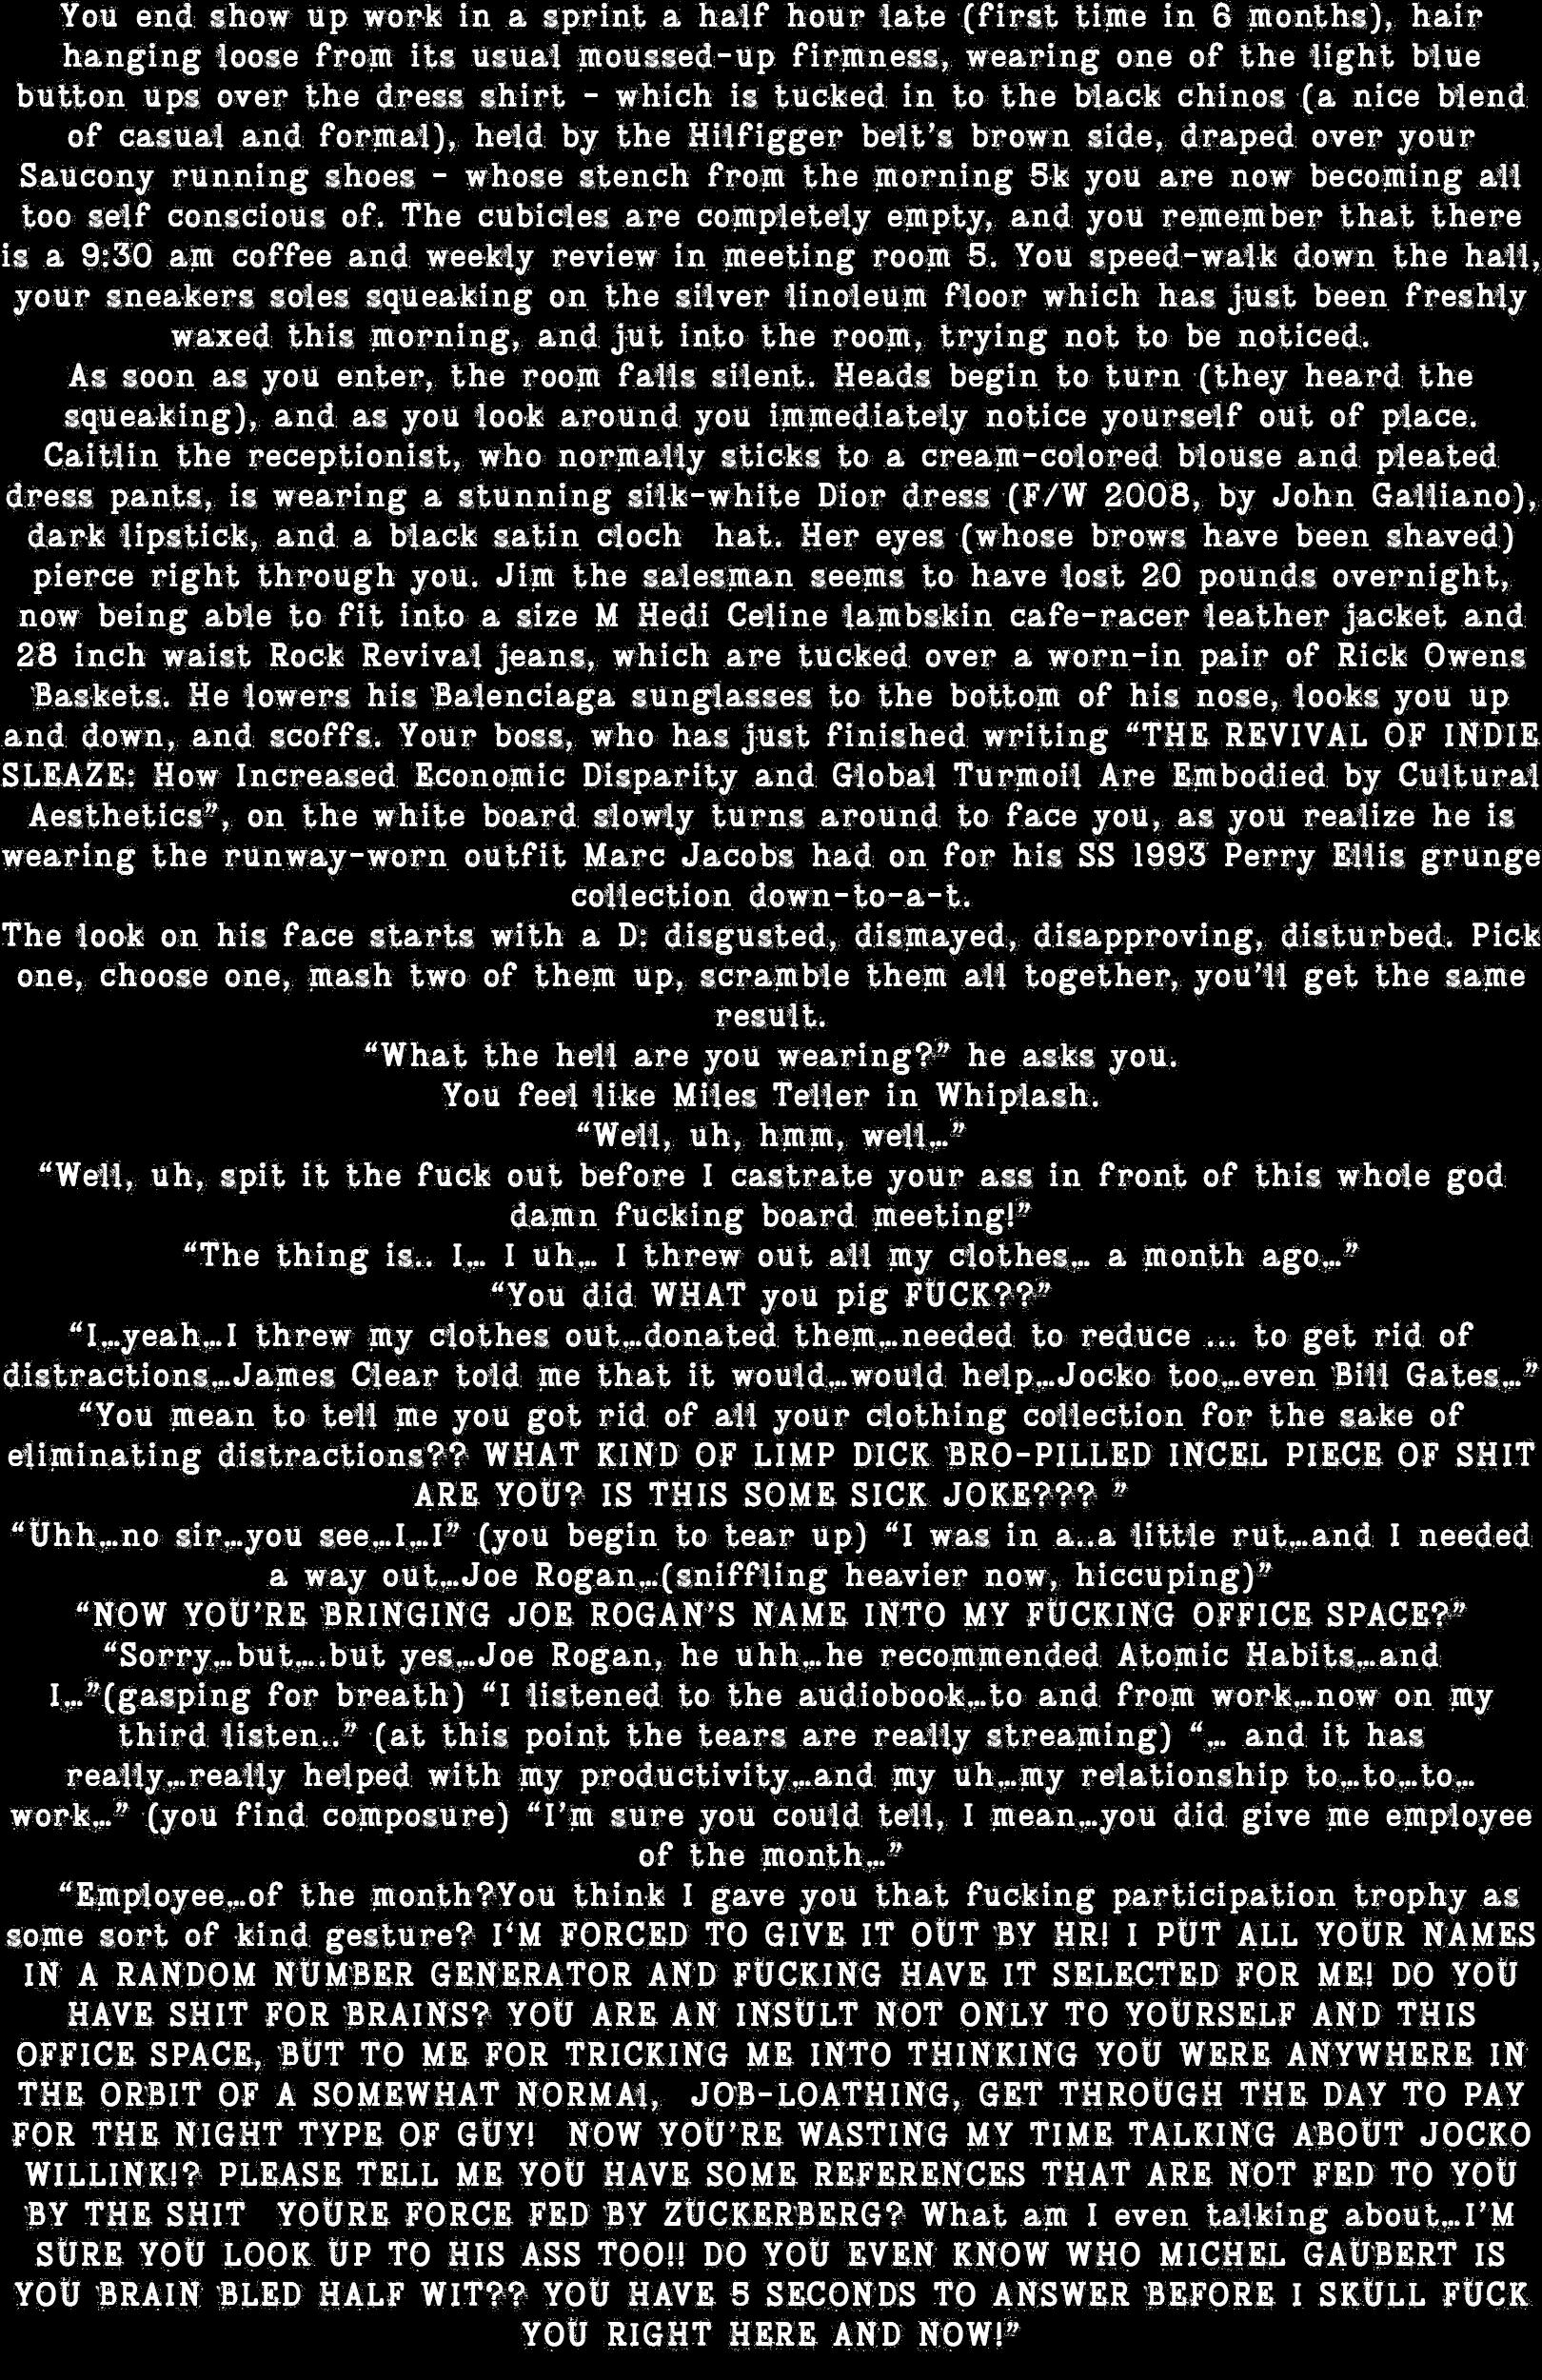 You end show up work in a sprint a half hour late (first time in 6 months), hair
hanging loose from its usual moussed-up firmness, wearing one of the light blue
button ups over the dress shirt - which is tucked in to the black chinos (a nice blend
of casual and formal), held by the Hilfigger belt's brown side, draped over your
Saucony running shoes - whose stench from the morning 5k you are now becoming all
too self conscious of. The cubicles are completely empty, and you remember that there
is a 9:30 am coffee and weekly review in meeting room 5. You speed-walk down the hall,
your sneakers soles squeaking on the silver linoleum floor which has just been freshly
waxed this morning, and jut into the room, trying not to be noticed.
As soon as you enter, the room falls silent. Heads begin to turn (they heard the
squeaking), and as you look around you immediately notice yourself out of place.
Caitlin the receptionist, who normally sticks to a cream-colored blouse and pleated
dress pants, is wearing a stunning silk-white Dior dress (F/W 2008, by John Galliano),
dark lipstick, and a black satin cloch  hat. Her eyes (whose brows have been shaved)
pierce right through you. Jim the salesman seems to have lost 20 pounds overnight,
now being able to fit into a size M Hedi Celine lambskin cafe-racer leather jacket and
28 inch waist Rock Revival jeans, which are tucked over a worn-in pair of Rick Owens
Baskets. He lowers his Balenciaga sunglasses to the bottom of his nose, looks you up
and down, and scoffs. Your boss, who has just finished writing “THE REVIVAL OF INDIE
SLEAZE: How Increased Economic Disparity and Global Turmoil Are Embodied by Cultural
Aesthetics”, on the white board slowly turns around to face you, as you realize he is
wearing the runway-worn outfit Marc Jacobs had on for his SS 1993 Perry Ellis grunge
collection down-to-a-t.
The look on his face starts with a D: disgusted, dismayed, disapproving, disturbed. Pick
one, choose one, mash two of them up, scramble them all together, you'll get the same
result.
“What the hell are you wearing?” he asks you.
You feel like Miles Teller in Whiplash.
“Well, uh, hmm, well…”
“Well, uh, spit it the fuck out before I castrate your ass in front of this whole god
damn fucking board meeting!”
“The thing is.. I… I uh… I threw out all my clothes… a month ago…”
“You did WHAT you pig FUCK??”
“I…yeah…I threw my clothes out…donated them…needed to reduce ... to get rid of
distractions…James Clear told me that it would…would help…Jocko too…even Bill Gates…”
“You mean to tell me you got rid of all your clothing collection for the sake of
eliminating distractions?? WHAT KIND OF LIMP DICK BRO-PILLED INCEL PIECE OF SHIT
ARE YOU? IS THIS SOME SICK JOKE??? ”
“Uhh…no sir…you see…I…I” (you begin to tear up) “I was in a..a little rut…and I needed
a way out…Joe Rogan…(sniffling heavier now, hiccuping)”
“NOW YOU'RE BRINGING JOE ROGAN'S NAME INTO MY FUCKING OFFICE SPACE?”
“Sorry…but….but yes…Joe Rogan, he uhh…he recommended Atomic Habits…and
I…”(gasping for breath) “I listened to the audiobook…to and from work…now on my
third listen..” (at this point the tears are really streaming) “… and it has
really…really helped with my productivity…and my uh…my relationship to…to…to…
work…” (you find composure) “I'm sure you could tell, I mean…you did give me employee
of the month…”
“Employee…of the month?You think I gave you that fucking participation trophy as
some sort of kind gesture? I‘M FORCED TO GIVE IT OUT BY HR! I PUT ALL YOUR NAMES
IN A RANDOM NUMBER GENERATOR AND FUCKING HAVE IT SELECTED FOR ME! DO YOU
HAVE SHIT FOR BRAINS? YOU ARE AN INSULT NOT ONLY TO YOURSELF AND THIS
OFFICE SPACE, BUT TO ME FOR TRICKING ME INTO THINKING YOU WERE ANYWHERE IN
THE ORBIT OF A SOMEWHAT NORMAl,  JOB-LOATHING, GET THROUGH THE DAY TO PAY
FOR THE NIGHT TYPE OF GUY!  NOW YOU'RE WASTING MY TIME TALKING ABOUT JOCKO
WILLINK!? PLEASE TELL ME YOU HAVE SOME REFERENCES THAT ARE NOT FED TO YOU
BY THE SHIT  YOURE FORCE FED BY ZUCKERBERG? What am I even talking about…I'M
SURE YOU LOOK UP TO HIS ASS TOO!! DO YOU EVEN KNOW WHO MICHEL GAUBERT IS
YOU BRAIN BLED HALF WIT?? YOU HAVE 5 SECONDS TO ANSWER BEFORE I SKULL FUCK
YOU RIGHT HERE AND NOW!”